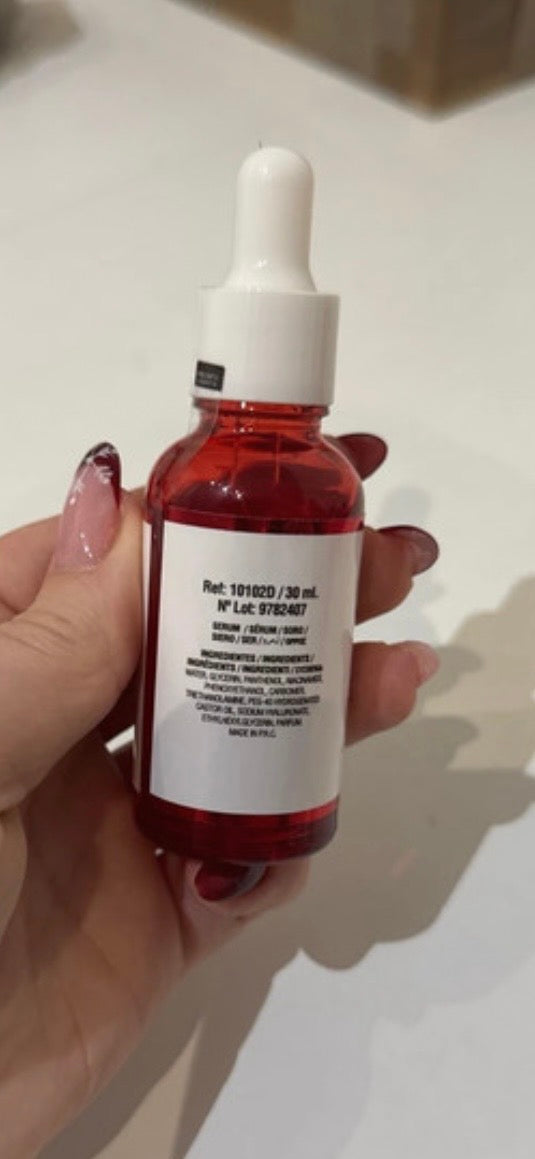 Ref: 10102D / 30 ml.
Nº Lot: 9782407
SERUM / SÉRUM / SORO /
SIERO / SER /
INGREDIENTES / INGREDIENTS /
INGRÉDIENTS / INGREDIENTI /
WATER, GLYCERIN, PANTHENOL, NIACINAMIDE,
PHENOXYETHANOL, CARBOMER,
TRIETHANOLAMINE, PEG-40 HYDROGENATED
CASTOR OIL, SODIUM HYALURONATE,
ETHYLHEXYLGLYCERIN, PARFUM.
MADE IN P.R.C.